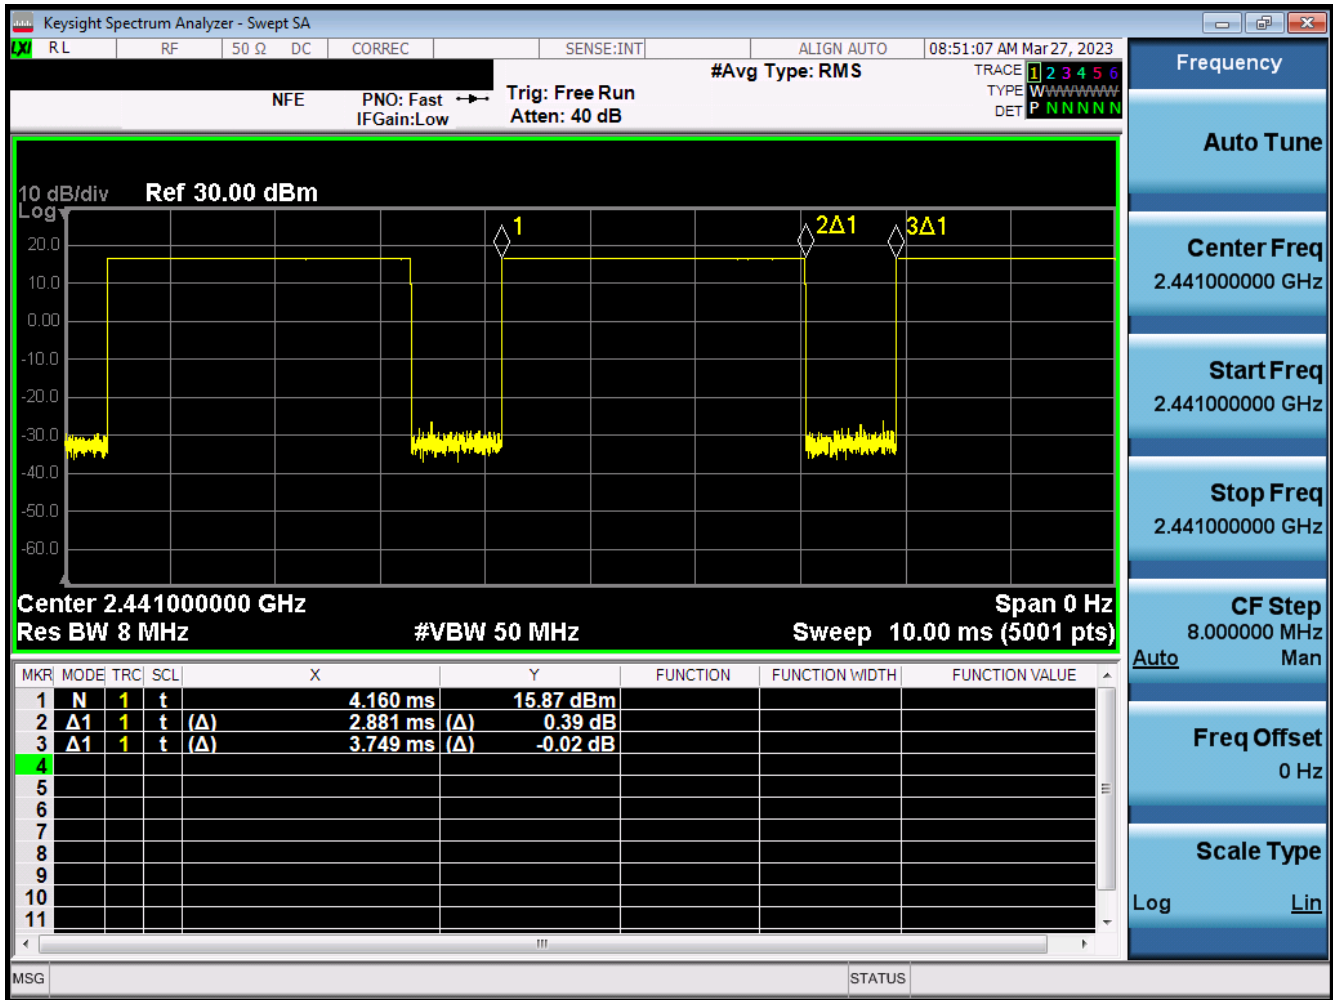 Keysight Spectrum Analyzer - Swept SA
LXI RL RF 50 Ω DC CORREC SENSE:INT ALIGN AUTO 08:51:07 AM Mar 27, 2023
#Avg Type: RMS
TRACE 1 2 3 4 5 6
TYPE WWWWWWW
DET P N N N N N
NFE PNO: Fast Trig: Free Run
IFGain:Low Atten: 40 dB
10 dB/div Ref 30.00 dBm
Log
1 2Δ1 3Δ1
20.0
10.0
0.00
-10.0
-20.0
-30.0
-40.0
-50.0
-60.0
Center 2.441000000 GHz Span 0 Hz
Res BW 8 MHz #VBW 50 MHz Sweep 10.00 ms (5001 pts)
MKR MODE TRC SCL X Y FUNCTION FUNCTION WIDTH FUNCTION VALUE
1 N 1 t 4.160 ms 15.87 dBm
2 Δ1 1 t (Δ) 2.881 ms (Δ) 0.39 dB
3 Δ1 1 t (Δ) 3.749 ms (Δ) -0.02 dB
4
5
6
7
8
9
10
11
MSG STATUS
Frequency
Auto Tune
Center Freq
2.441000000 GHz
Start Freq
2.441000000 GHz
Stop Freq
2.441000000 GHz
CF Step
8.000000 MHz
Auto Man
Freq Offset
0 Hz
Scale Type
Log Lin